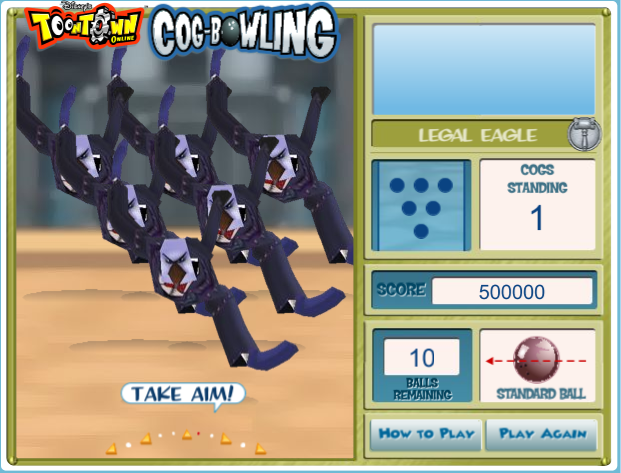 Disney's
TOONTOWN
ONLINE
COG-BOWLING
LEGAL EAGLE
COGS
STANDING
1
SCORE
500000
10
BALLS
REMAINING
STANDARD BALL
TAKE AIM!
HOW TO PLAY
PLAY AGAIN